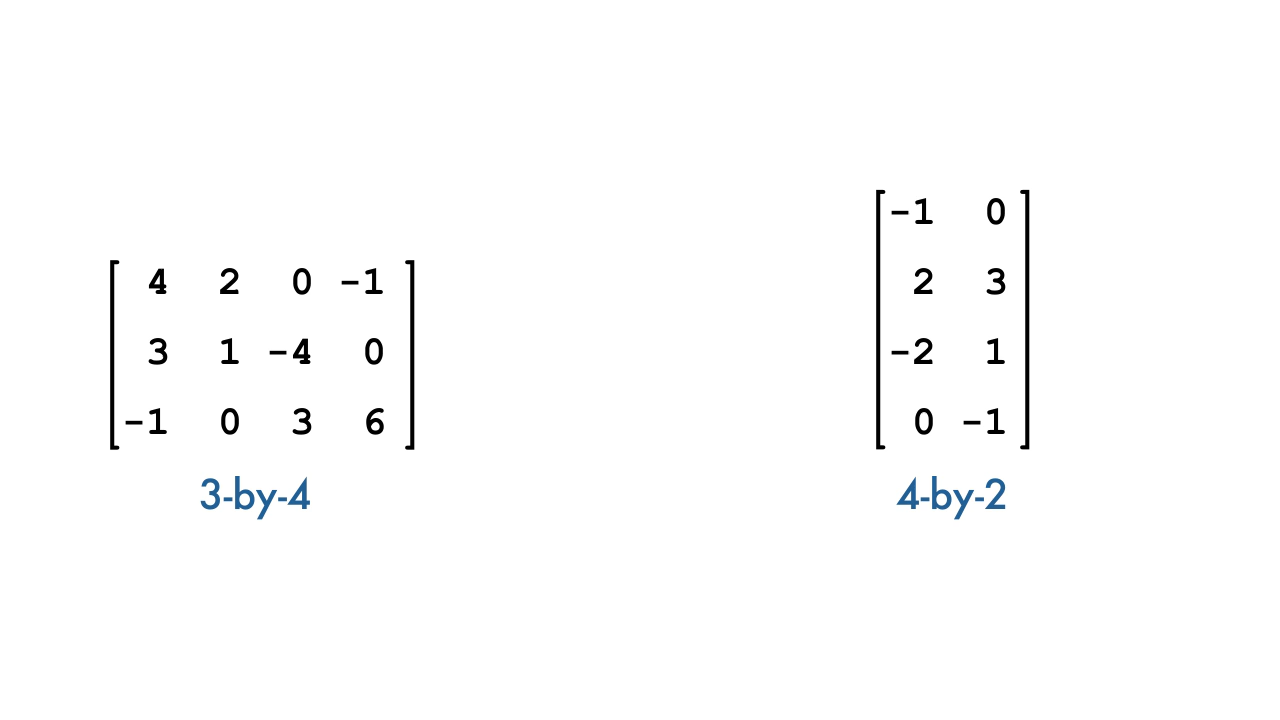 4 2 0 -1
3 1 -4 0
-1 0 3 6
3-by-4
-1 0
2 3
-2 1
0 -1
4-by-2